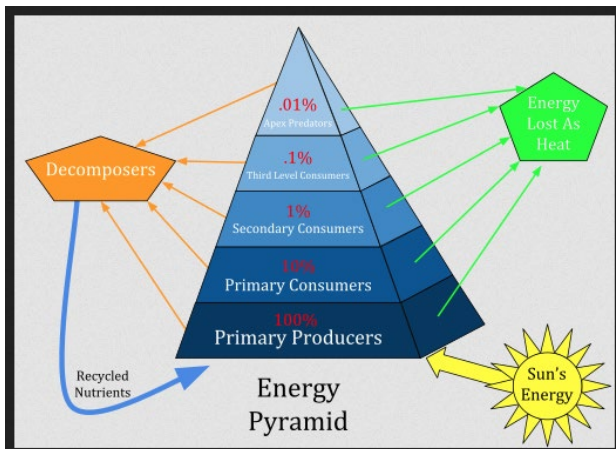 .01%
Apex Predators
.1%
Third Level Consumers
1%
Secondary Consumers
10%
Primary Consumers
100%
Primary Producers
Decomposers
Energy
Lost As
Heat
Recycled
Nutrients
Energy
Pyramid
Sun's
Energy